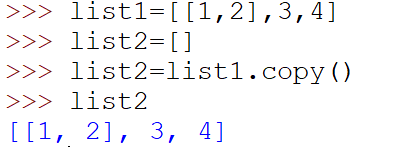 >>> list1=[[1,2],3,4]
>>> list2=[]
>>> list2=list1.copy()
>>> list2
[[1, 2], 3, 4]